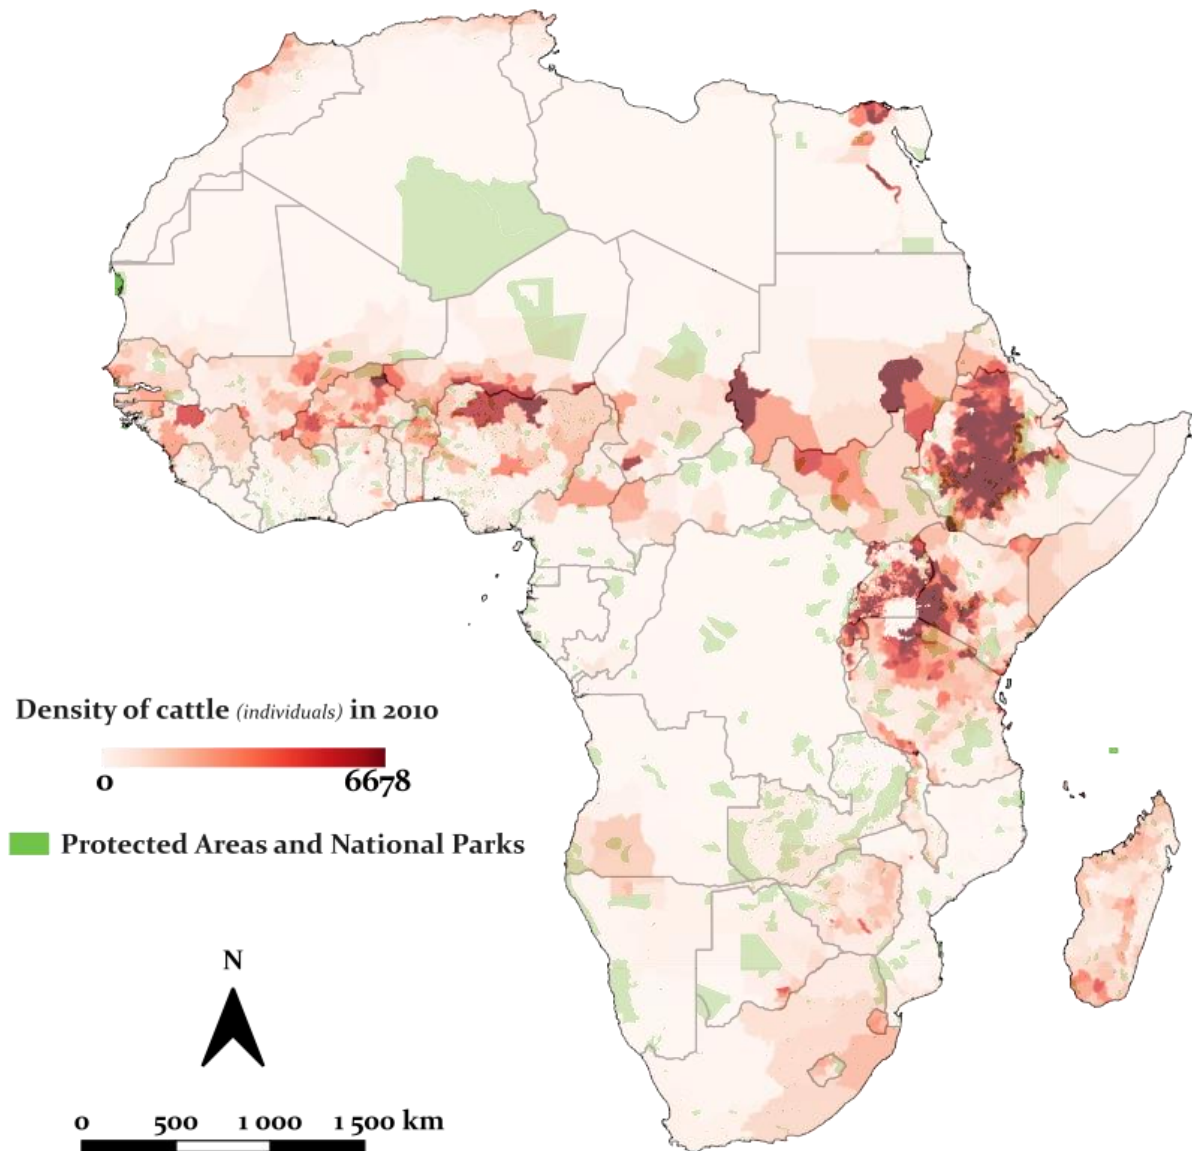 Density of cattle (individuals) in 2010
0 6678
Protected Areas and National Parks
N
0 500 1 000 1 500 km